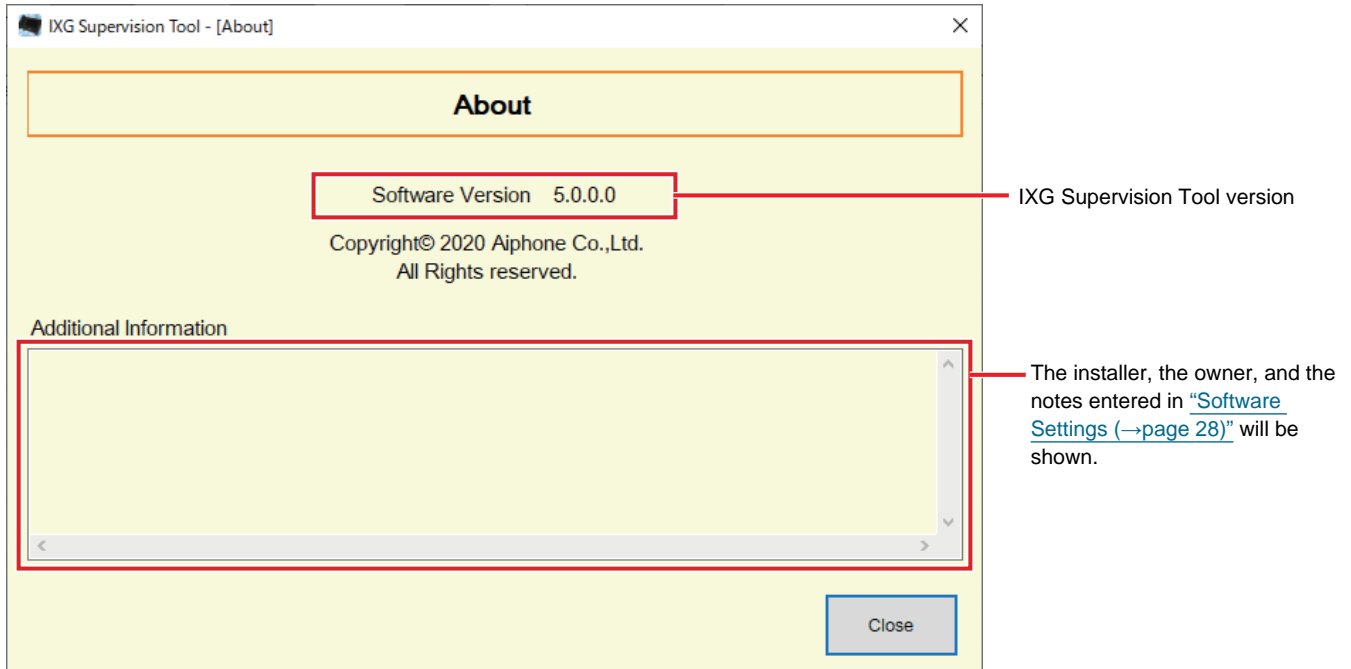 IXG Supervision Tool - [About]
About
Software Version 5.0.0.0
IXG Supervision Tool version
Copyright© 2020 Aiphone Co.,Ltd.
All Rights reserved.
Additional Information
The installer, the owner, and the
notes entered in “Software
Settings (→page 28)” will be
shown.
Close